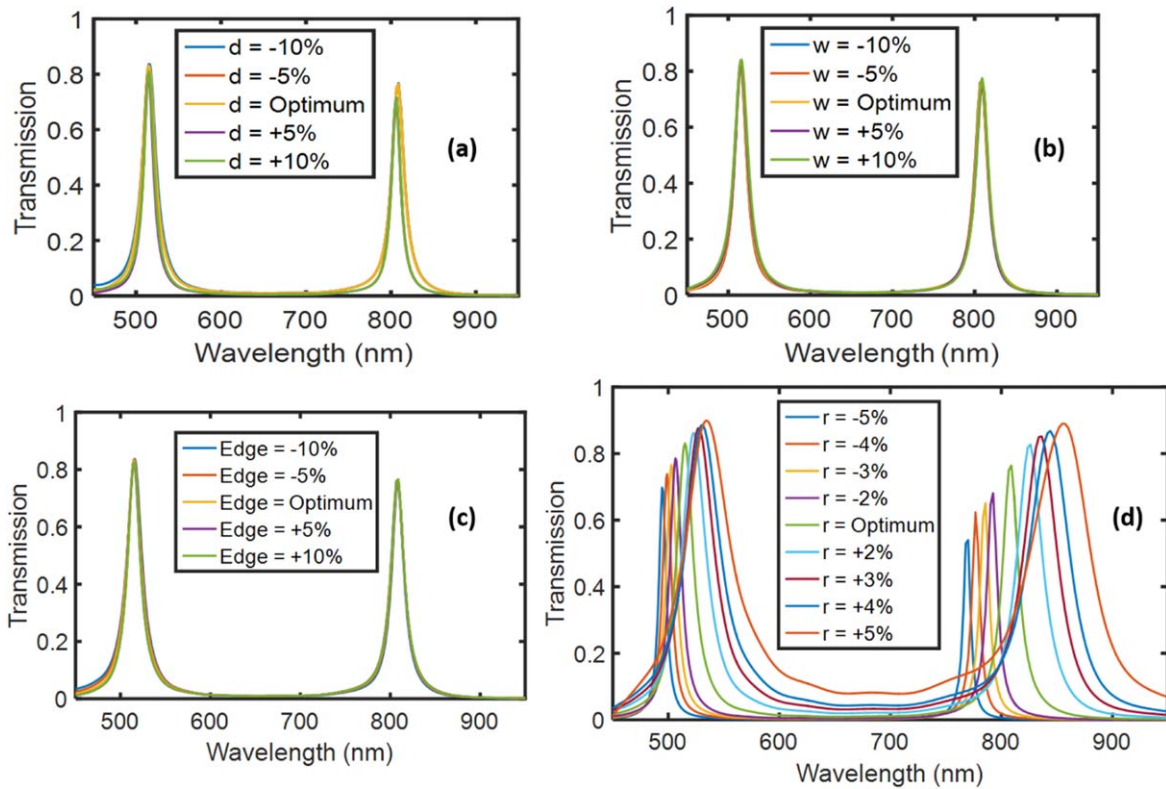 1
0.8
0.6
0.4
0.2
0
Transmission
d = -10%
d = -5%
d = Optimum
d = +5%
d = +10%
(a)
500 600 700 800 900
Wavelength (nm)
1
0.8
0.6
0.4
0.2
0
Transmission
w = -10%
w = -5%
w = Optimum
w = +5%
w = +10%
(b)
500 600 700 800 900
Wavelength (nm)
1
0.8
0.6
0.4
0.2
0
Transmission
Edge = -10%
Edge = -5%
Edge = Optimum
Edge = +5%
Edge = +10%
(c)
500 600 700 800 900
Wavelength (nm)
1
0.8
0.6
0.4
0.2
0
Transmission
r = -5%
r = -4%
r = -3%
r = -2%
r = Optimum
r = +2%
r = +3%
r = +4%
r = +5%
(d)
500 600 700 800 900
Wavelength (nm)